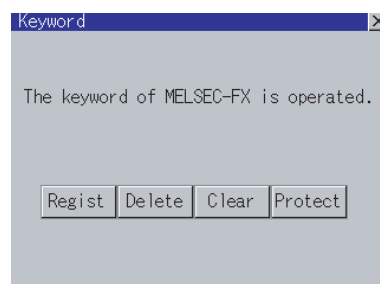 Keyword
The keyword of MELSEC-FX is operated.
Regist Delete Clear Protect